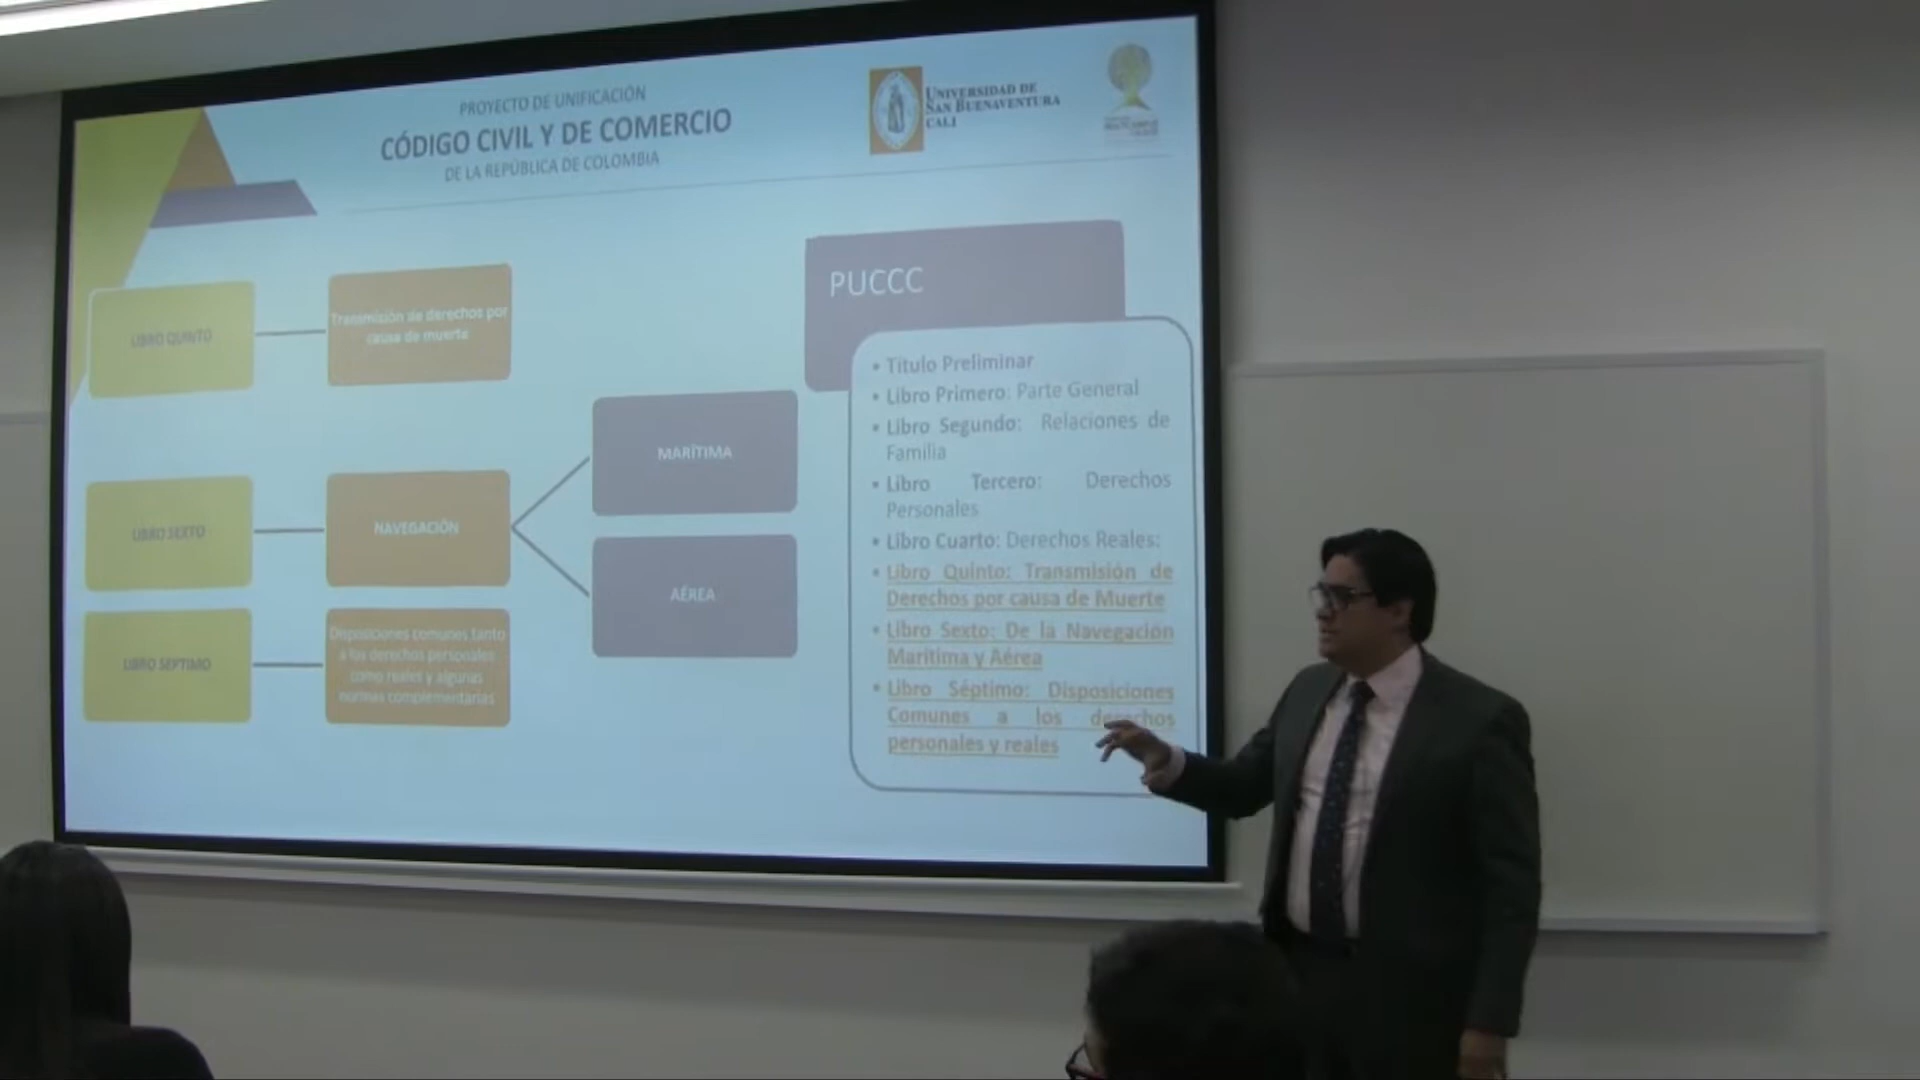 PROYECTO DE UNIFICACIÓN
CÓDIGO CIVIL Y DE COMERCIO
DE LA REPÚBLICA DE COLOMBIA
UNIVERSIDAD DE
SAN BUENAVENTURA
CALI
LIBRO QUINTO
Transmisión de derechos por
causa de muerte
LIBRO SEXTO
NAVEGACIÓN
MARÍTIMA
AÉREA
LIBRO SÉPTIMO
Disposiciones comunes tanto
a los derechos personales
como reales y algunas
normas complementarias
PUCCC
• Título Preliminar
• Libro Primero: Parte General
• Libro Segundo: Relaciones de
Familia
• Libro Tercero: Derechos
Personales
• Libro Cuarto: Derechos Reales:
• Libro Quinto: Transmisión de
Derechos por causa de Muerte
• Libro Sexto: De la Navegación
Marítima y Aérea
• Libro Séptimo: Disposiciones
Comunes a los derechos
personales y reales